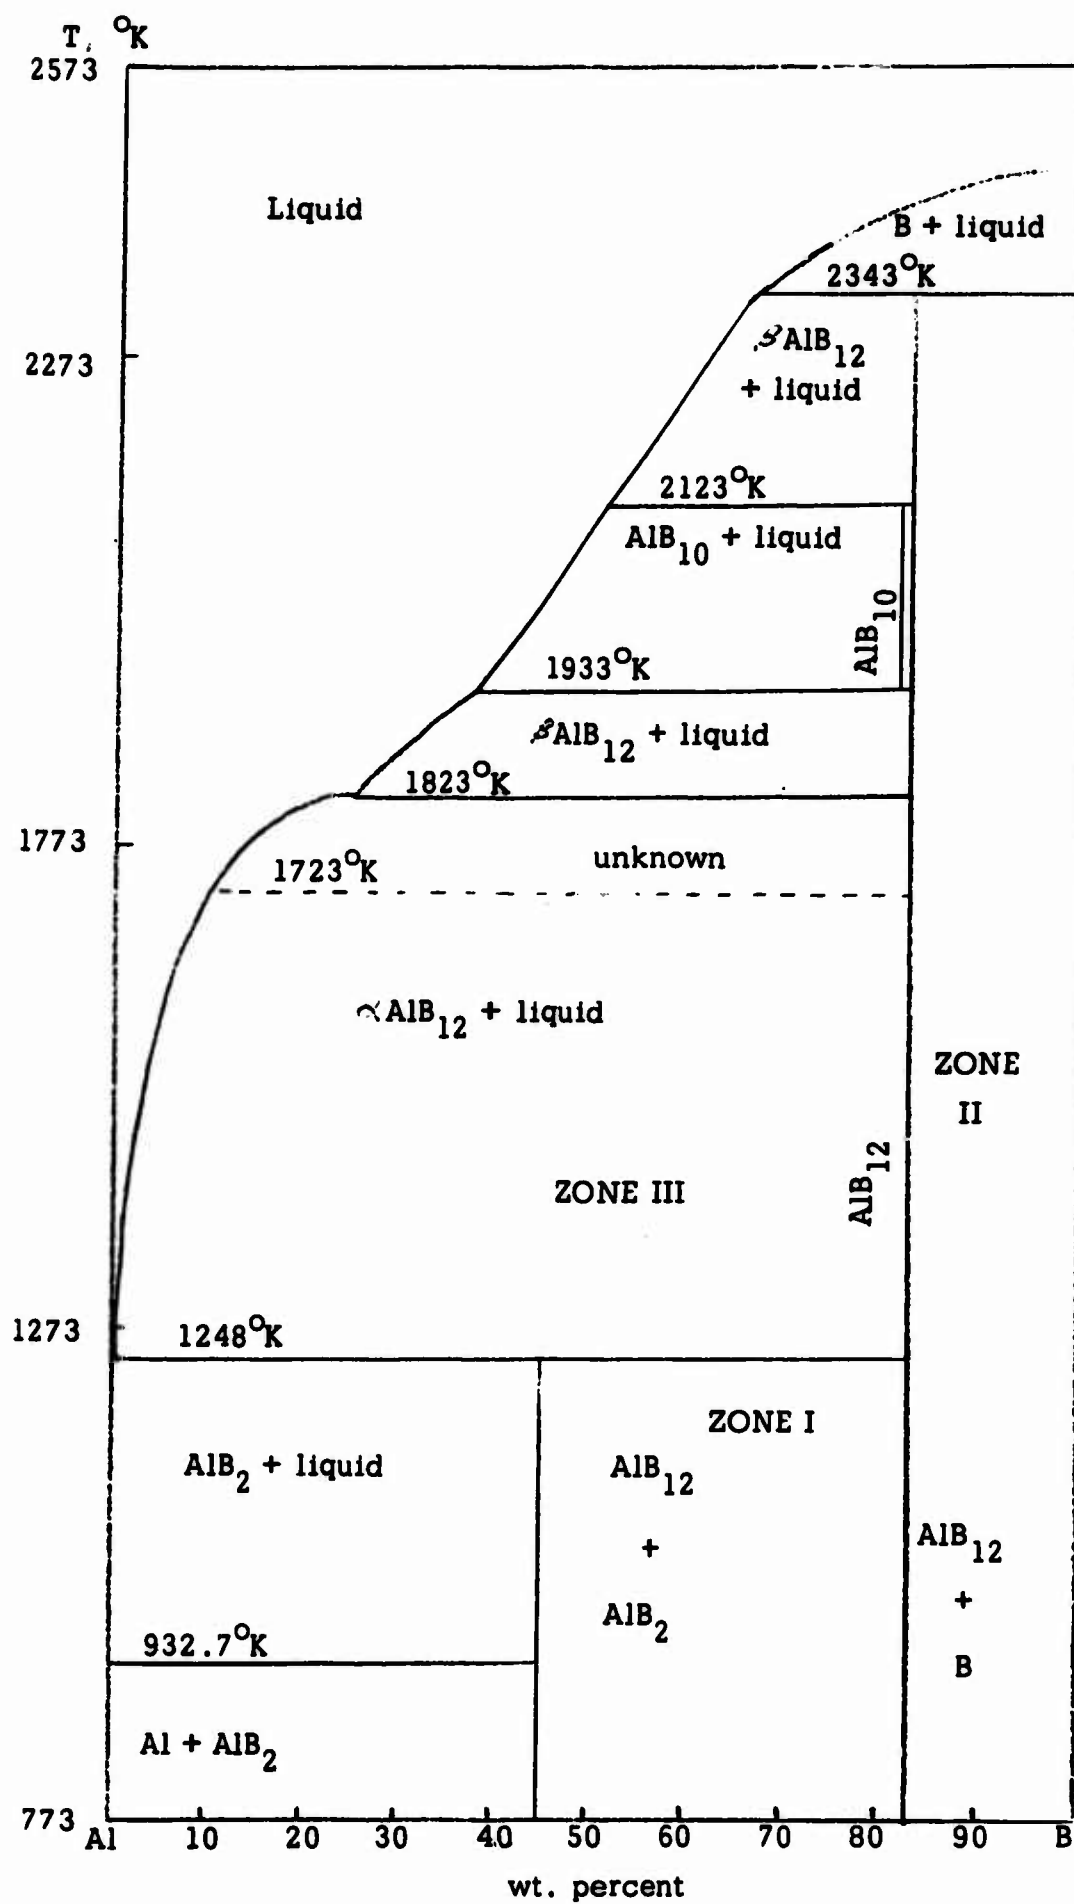 T, °K
2573
Liquid
B + liquid
2343°K
βAlB12
2273
+ liquid
2123°K
AlB10 + liquid
AlB10
1933°K
βAlB12 + liquid
1823°K
1773
unknown
1723°K
αAlB12 + liquid
ZONE
II
AlB12
ZONE III
1273
1248°K
ZONE I
AlB2 + liquid
AlB12
+
AlB2
AlB12
+
B
932.7°K
Al + AlB2
773
Al 10 20 30 40 50 60 70 80 90 B
wt. percent